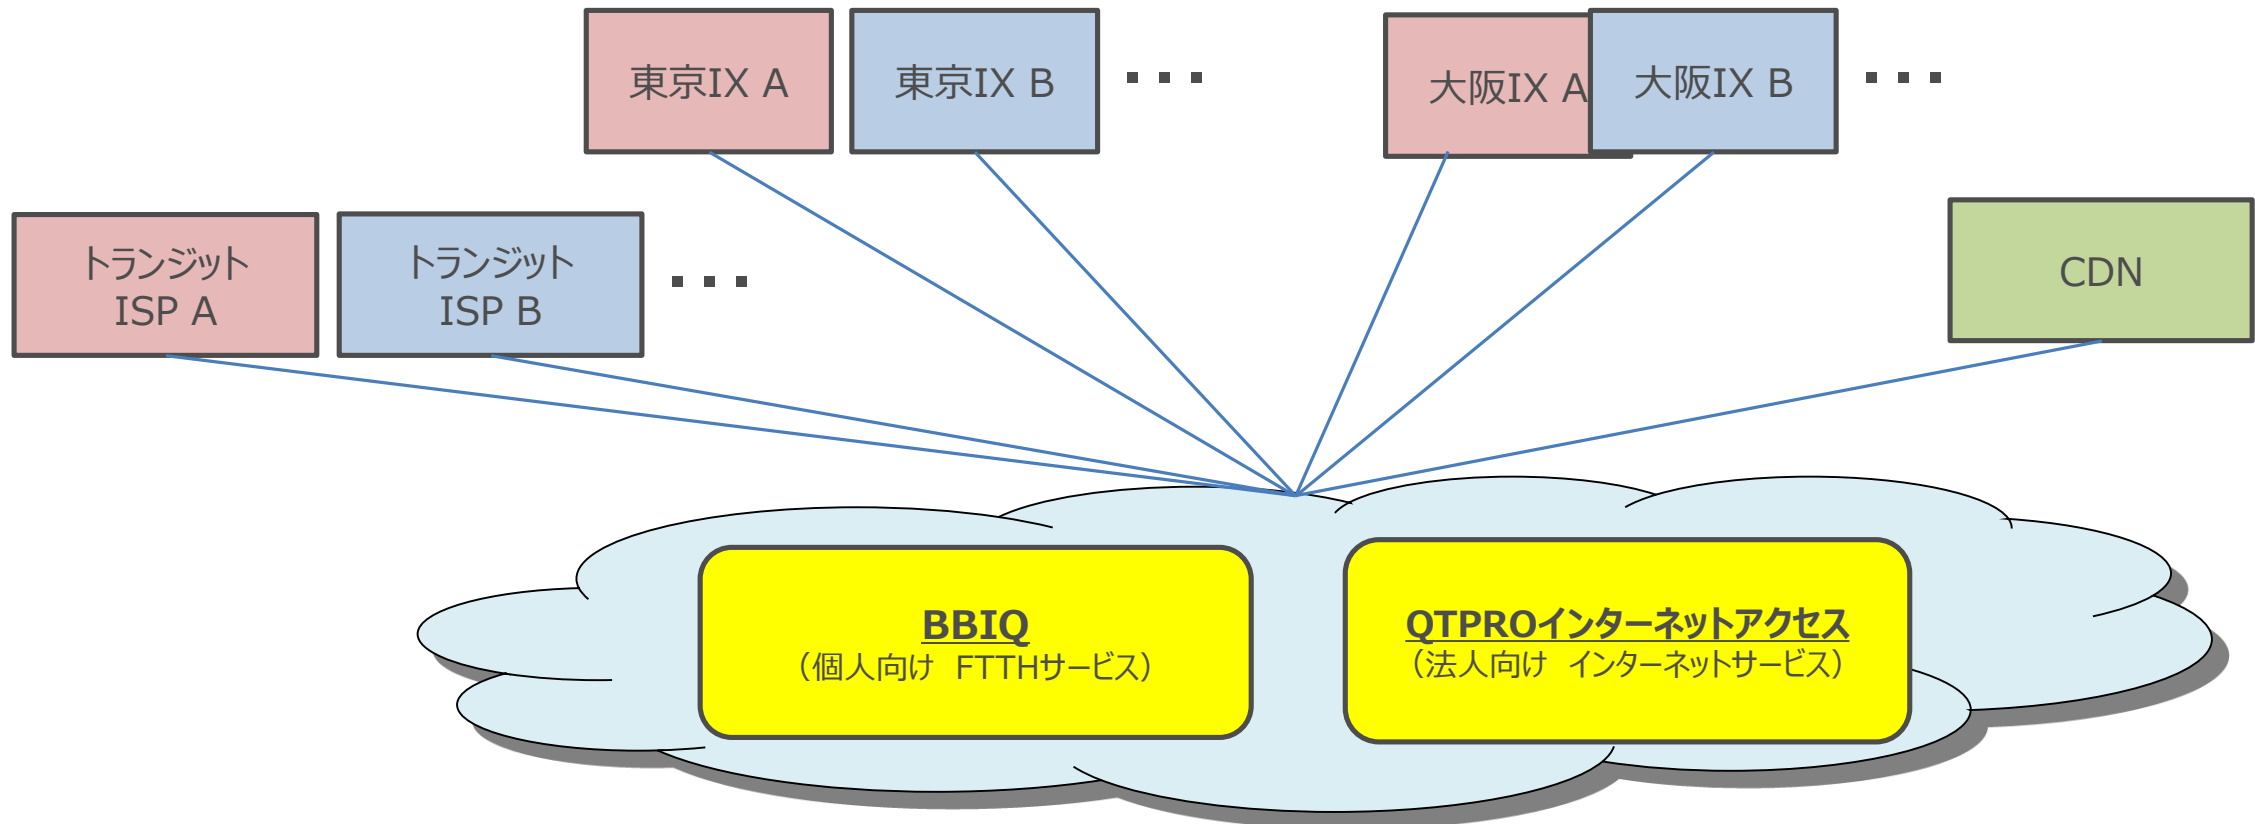 東京IX A
東京IX B
・・・
大阪IX A
大阪IX B
・・・
トランジット
ISP A
トランジット
ISP B
・・・
CDN
BBIQ
（個人向け　FTTHサービス）
QTPROインターネットアクセス
（法人向け　インターネットサービス）